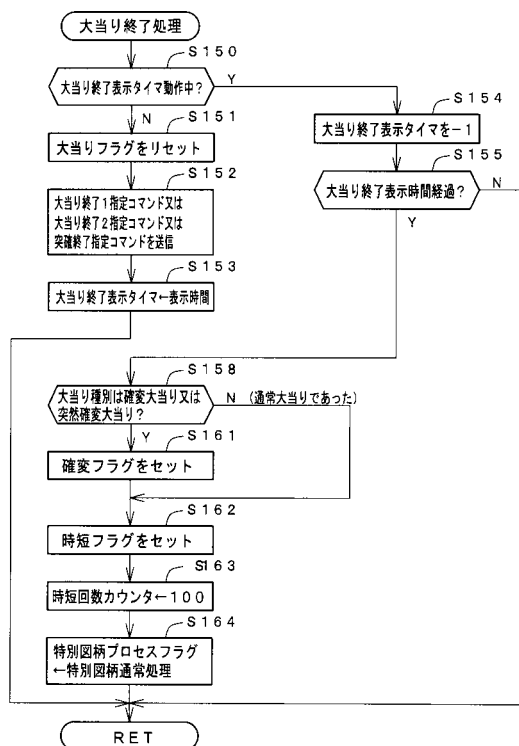 大当り終了処理
S150
大当り終了表示タイマ動作中?
Y
N
S151
大当りフラグをリセット
S152
大当り終了1指定コマンド又は
大当り終了2指定コマンド又は
突確終了指定コマンドを送信
S153
大当り終了表示タイマ←表示時間
S154
大当り終了表示タイマを−1
S155
大当り終了表示時間経過?
N
Y
S158
大当り種別は確変大当り又は
突然確変大当り?
N (通常大当りであった)
Y
S161
確変フラグをセット
S162
時短フラグをセット
S163
時短回数カウンタ←100
S164
特別図柄プロセスフラグ
←特別図柄通常処理
RET